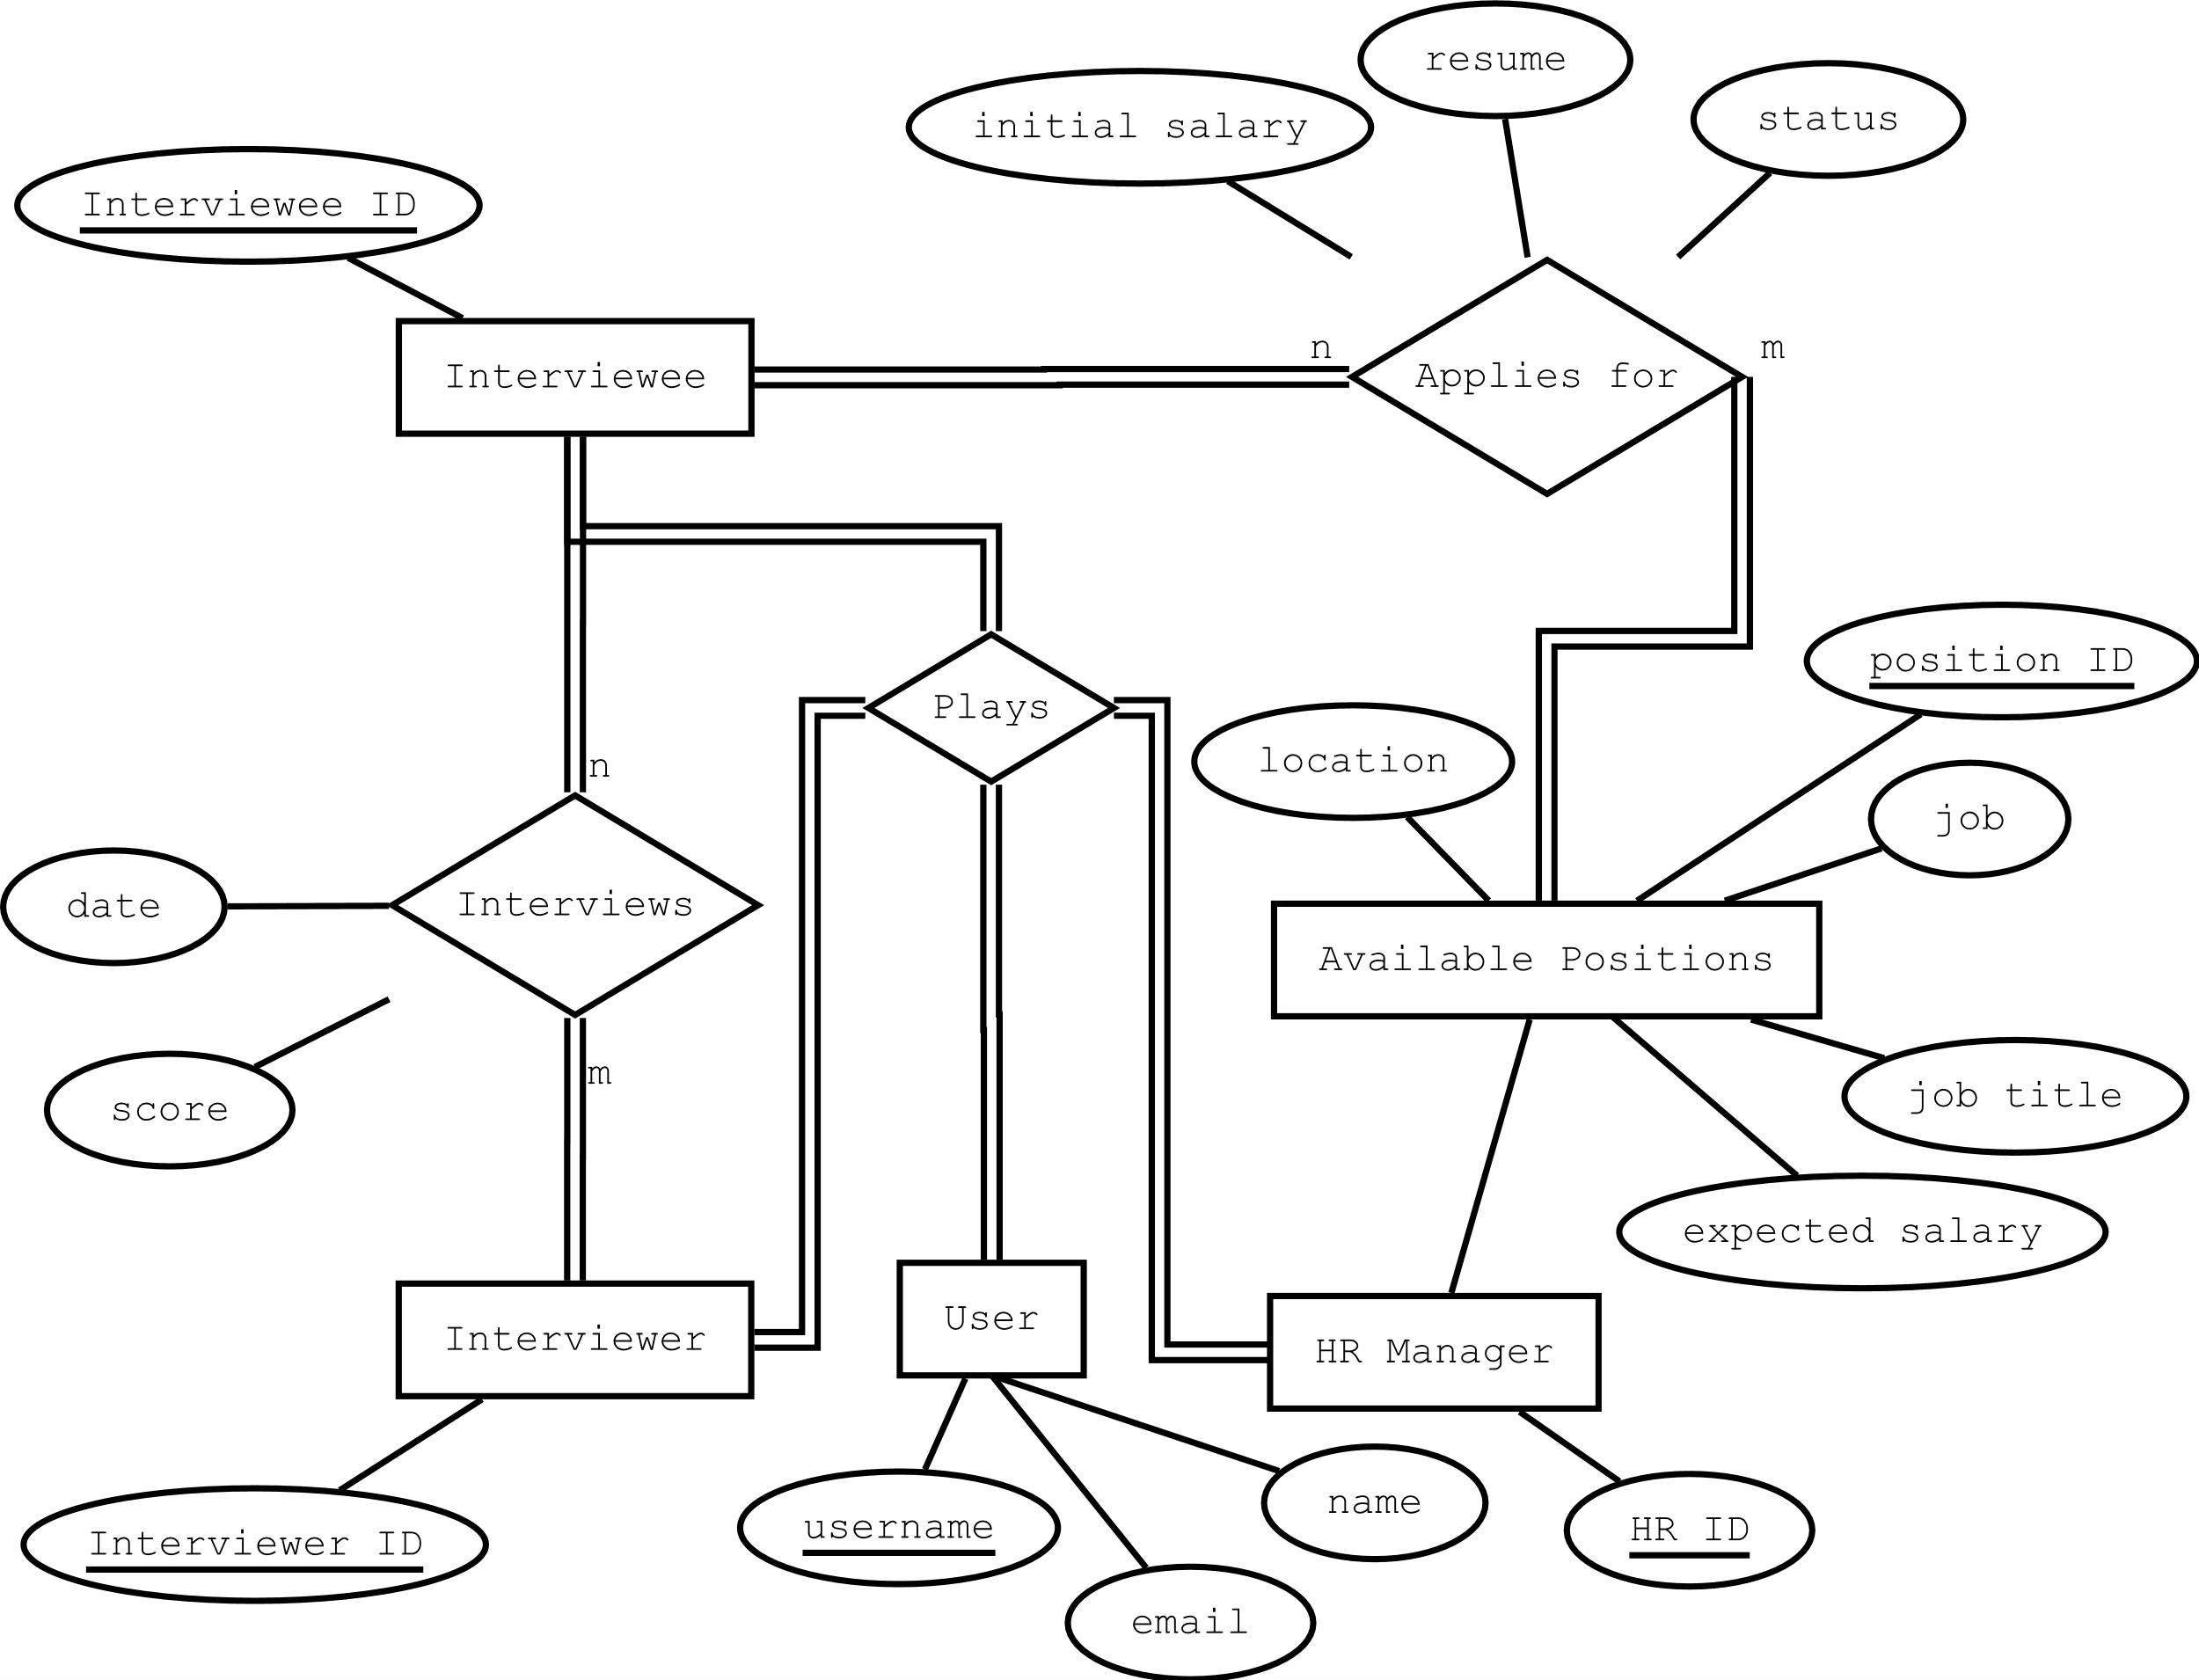 resume
initial salary
status
Interviewee ID
n
m
Interviewee
Applies for
position ID
Plays
location
n
job
date
Interviews
Available Positions
m
score
job title
expected salary
User
Interviewer
HR Manager
name
username
HR ID
Interviewer ID
email